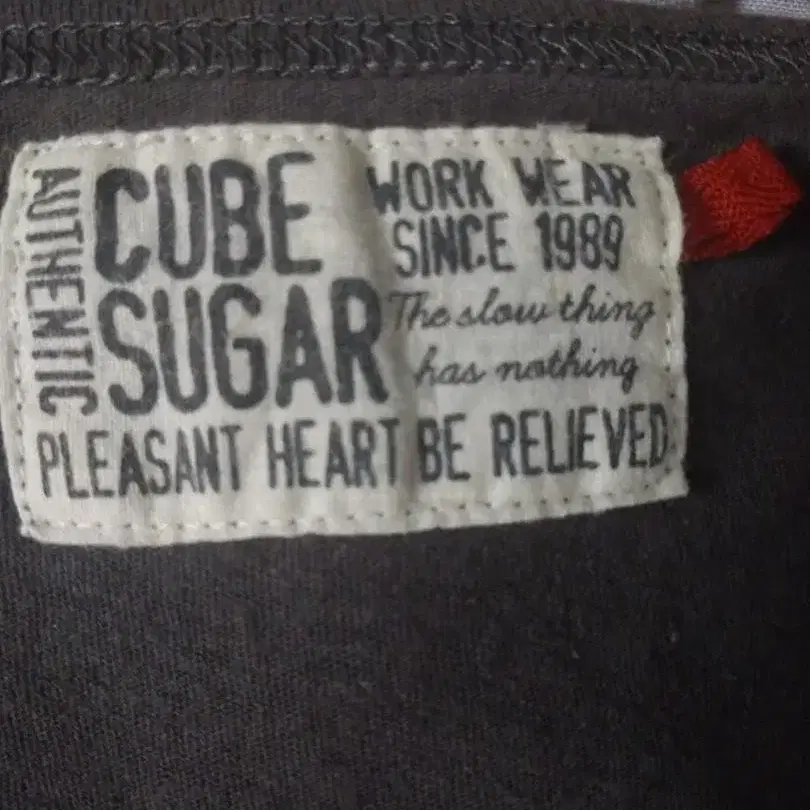 AUTHENTIC
CUBE
SUGAR
WORK WEAR
SINCE 1989
The slow thing
has nothing
PLEASANT HEART BE RELIEVED